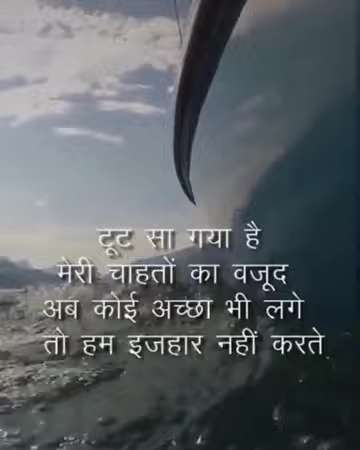 टूट सा गया है
मेरी चाहतों का वजूद
अब कोई अच्छा भी लगे
तो हम इजहार नहीं करते